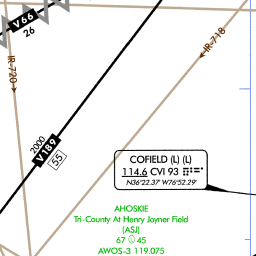 V66
26
IR-720
IR-718
2000
V189
55
COFIELD (L) (L)
114.6 CVI 93
N36°22.37' W76°52.29'
AHOSKIE
Tri-County At Henry Joyner Field
(ASJ)
67 Ⓛ 45
AWOS-3 119.075